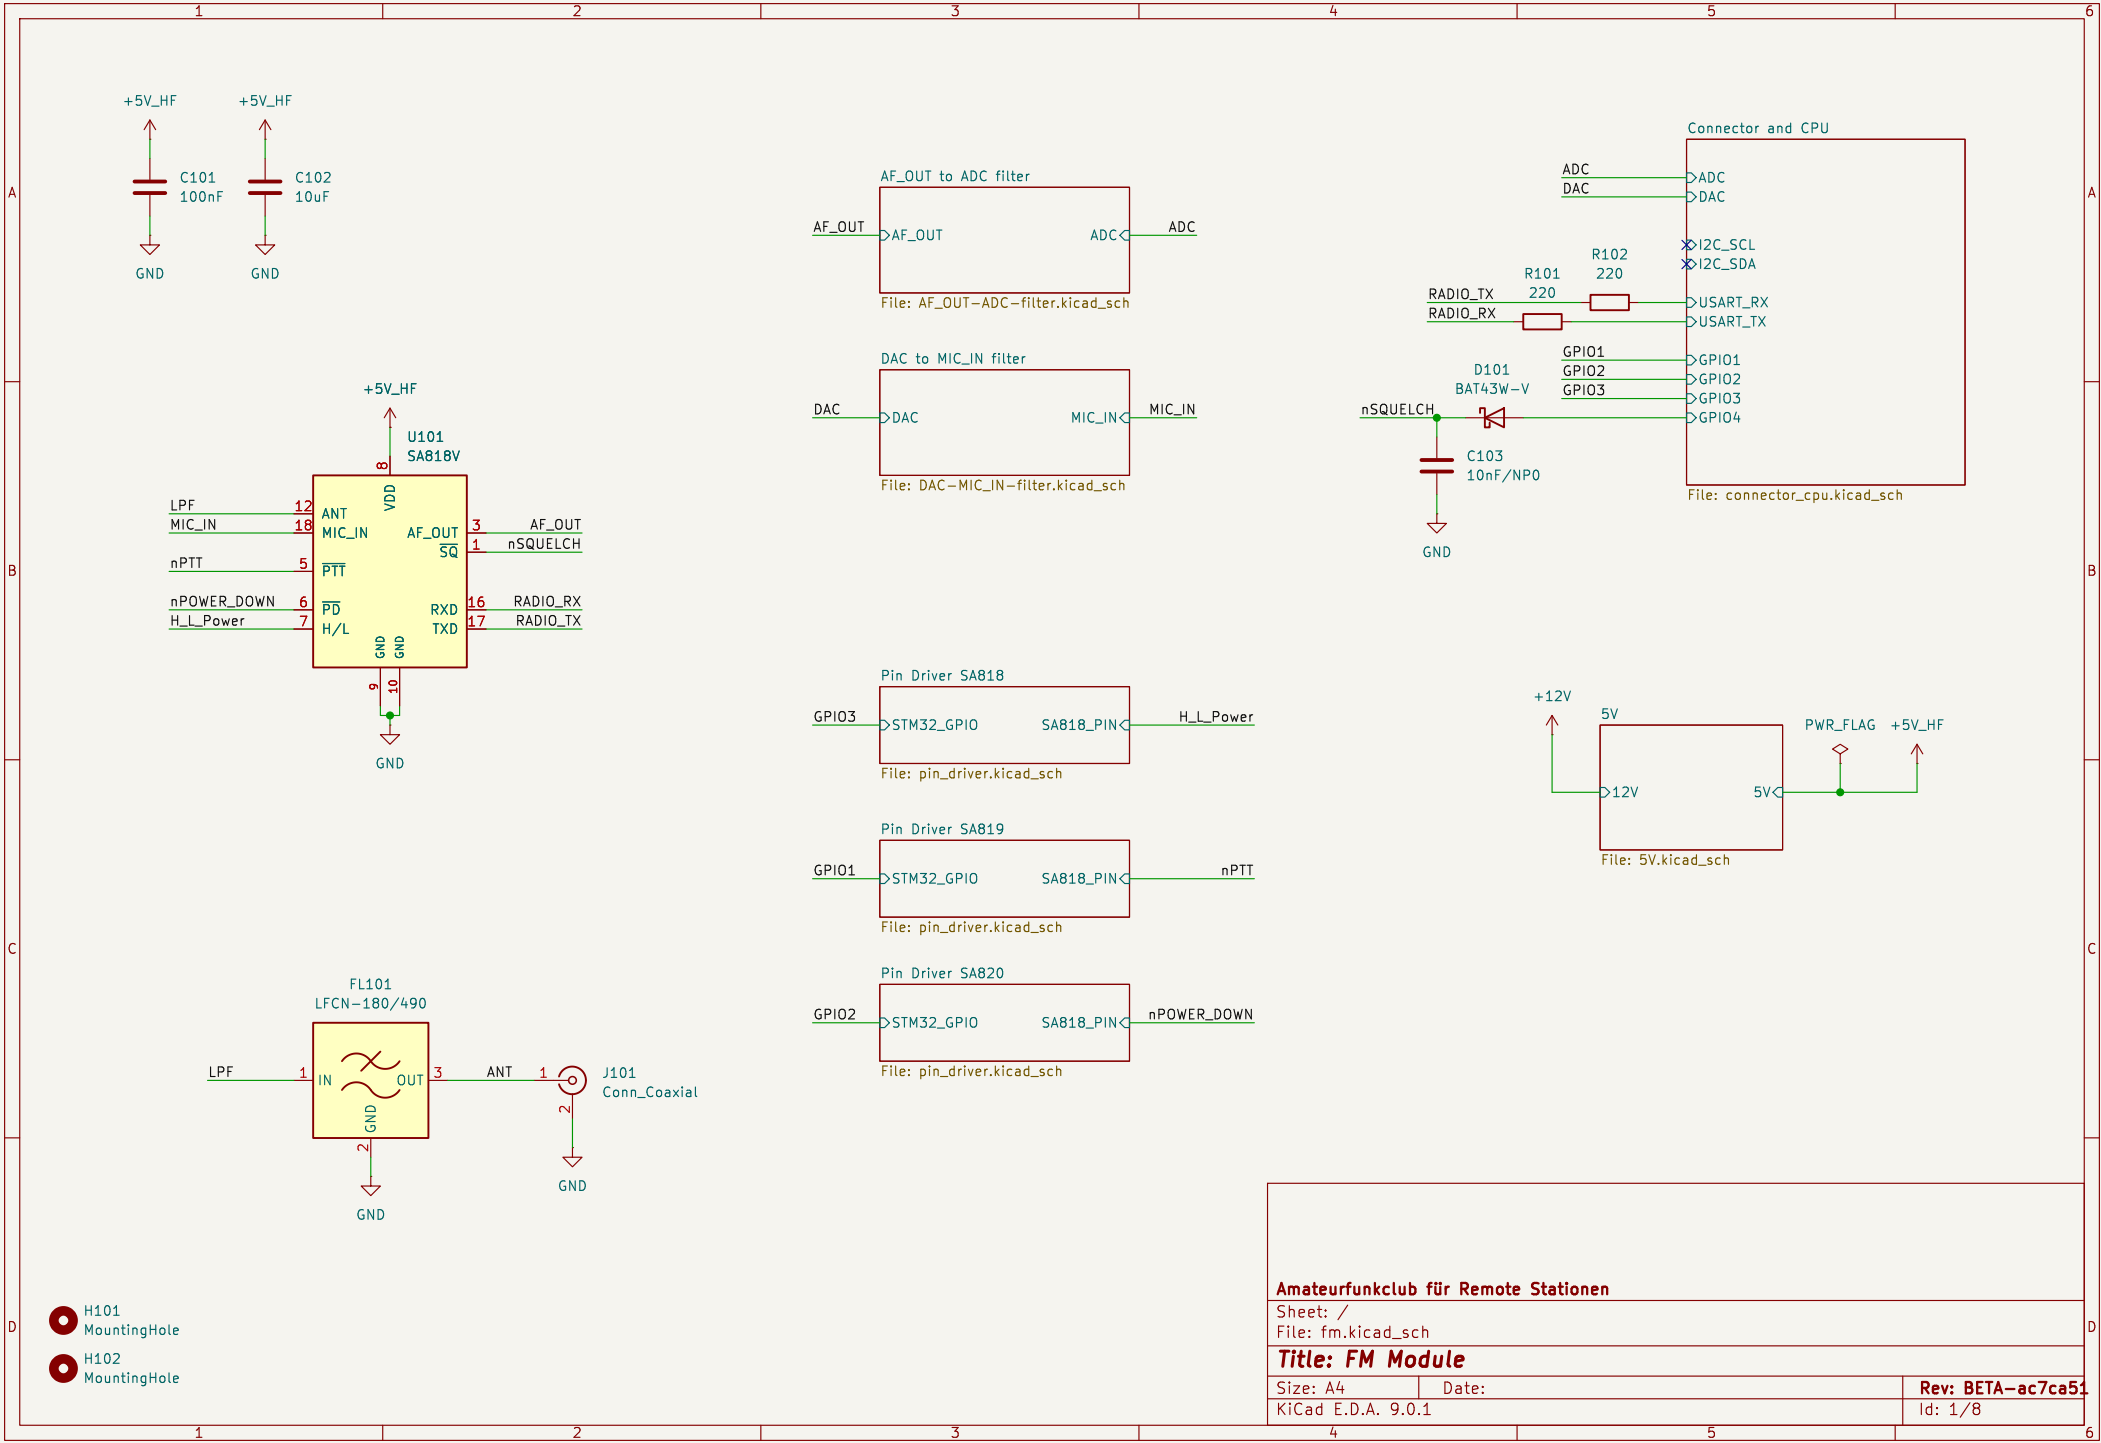 1 2 3 4 5 6
A
B
C
D
+5V_HF
C101
100nF
GND
+5V_HF
C102
10uF
GND
+5V_HF
U101
SA818V
8
VDD
LPF
12
ANT
MIC_IN
18
MIC_IN
nPTT
5
PTT
nPOWER_DOWN
6
PD
H_L_Power
7
H/L
AF_OUT
3
AF_OUT
SQ
1
nSQUELCH
RXD
16
RADIO_RX
TXD
17
RADIO_TX
GND
GND
9
10
GND
FL101
LFCN-180/490
LPF
1
IN
OUT
3
GND
2
GND
ANT
1
2
J101
Conn_Coaxial
GND
H101
MountingHole
H102
MountingHole
AF_OUT to ADC filter
AF_OUT
AF_OUT
ADC
ADC
File: AF_OUT-ADC-filter.kicad_sch
DAC to MIC_IN filter
DAC
DAC
MIC_IN
MIC_IN
File: DAC-MIC_IN-filter.kicad_sch
Pin Driver SA818
GPIO3
STM32_GPIO
SA818_PIN
H_L_Power
File: pin_driver.kicad_sch
Pin Driver SA819
GPIO1
STM32_GPIO
SA818_PIN
nPTT
File: pin_driver.kicad_sch
Pin Driver SA820
GPIO2
STM32_GPIO
SA818_PIN
nPOWER_DOWN
File: pin_driver.kicad_sch
Connector and CPU
ADC
ADC
DAC
DAC
I2C_SCL
I2C_SDA
R102
220
R101
220
RADIO_TX
USART_RX
RADIO_RX
USART_TX
GPIO1
GPIO1
GPIO2
GPIO2
GPIO3
GPIO3
D101
BAT43W-V
nSQUELCH
GPIO4
C103
10nF/NP0
GND
File: connector_cpu.kicad_sch
+12V
5V
12V
5V
PWR_FLAG
+5V_HF
File: 5V.kicad_sch
Amateurfunkclub für Remote Stationen
Sheet: /
File: fm.kicad_sch
Title: FM Module
Size: A4
Date:
Rev: BETA-ac7ca51
KiCad E.D.A. 9.0.1
Id: 1/8
A
B
C
D
1 2 3 4 5 6